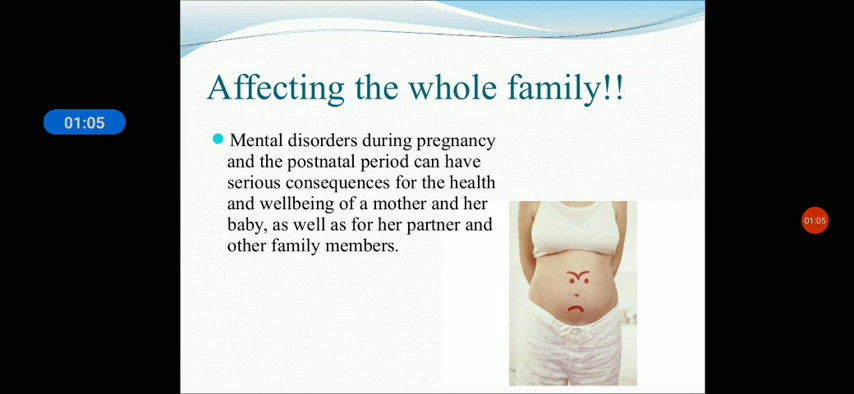 Affecting the whole family!!
01:05
Mental disorders during pregnancy
and the postnatal period can have
serious consequences for the health
and wellbeing of a mother and her
baby, as well as for her partner and
other family members.
01:05